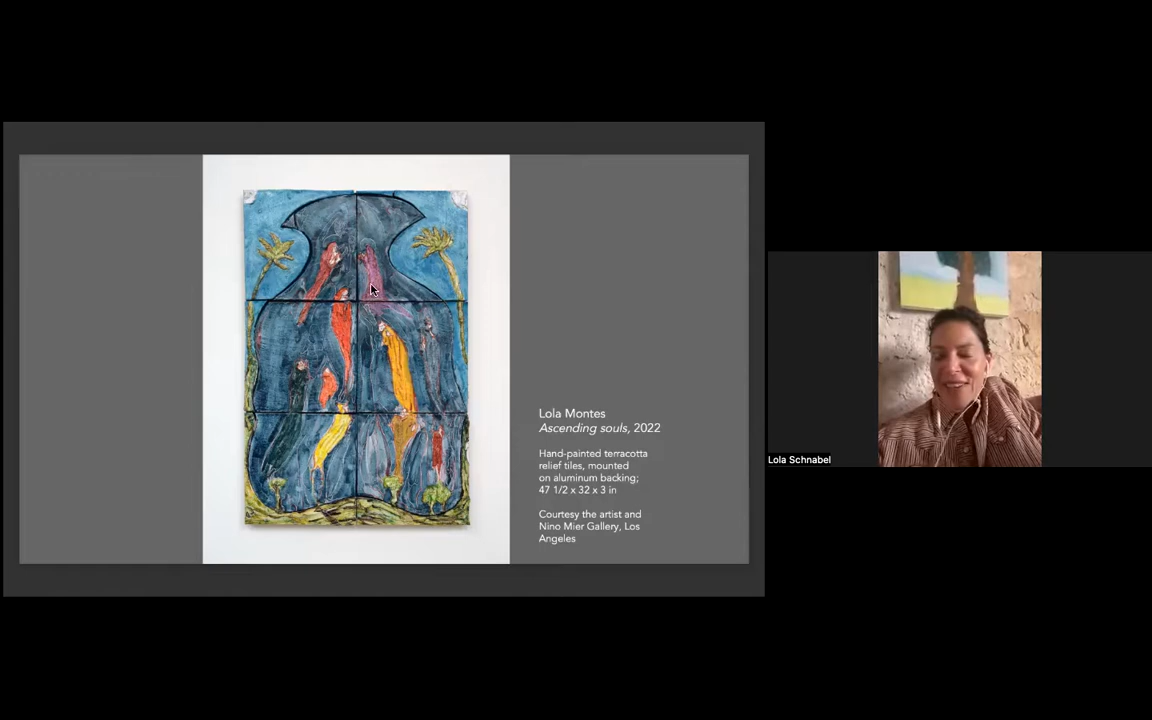 Lola Montes
Ascending souls, 2022
Hand-painted terracotta
relief tiles, mounted
on aluminum backing;
47 1/2 x 32 x 3 in
Courtesy the artist and
Nino Mier Gallery, Los
Angeles
Lola Schnabel